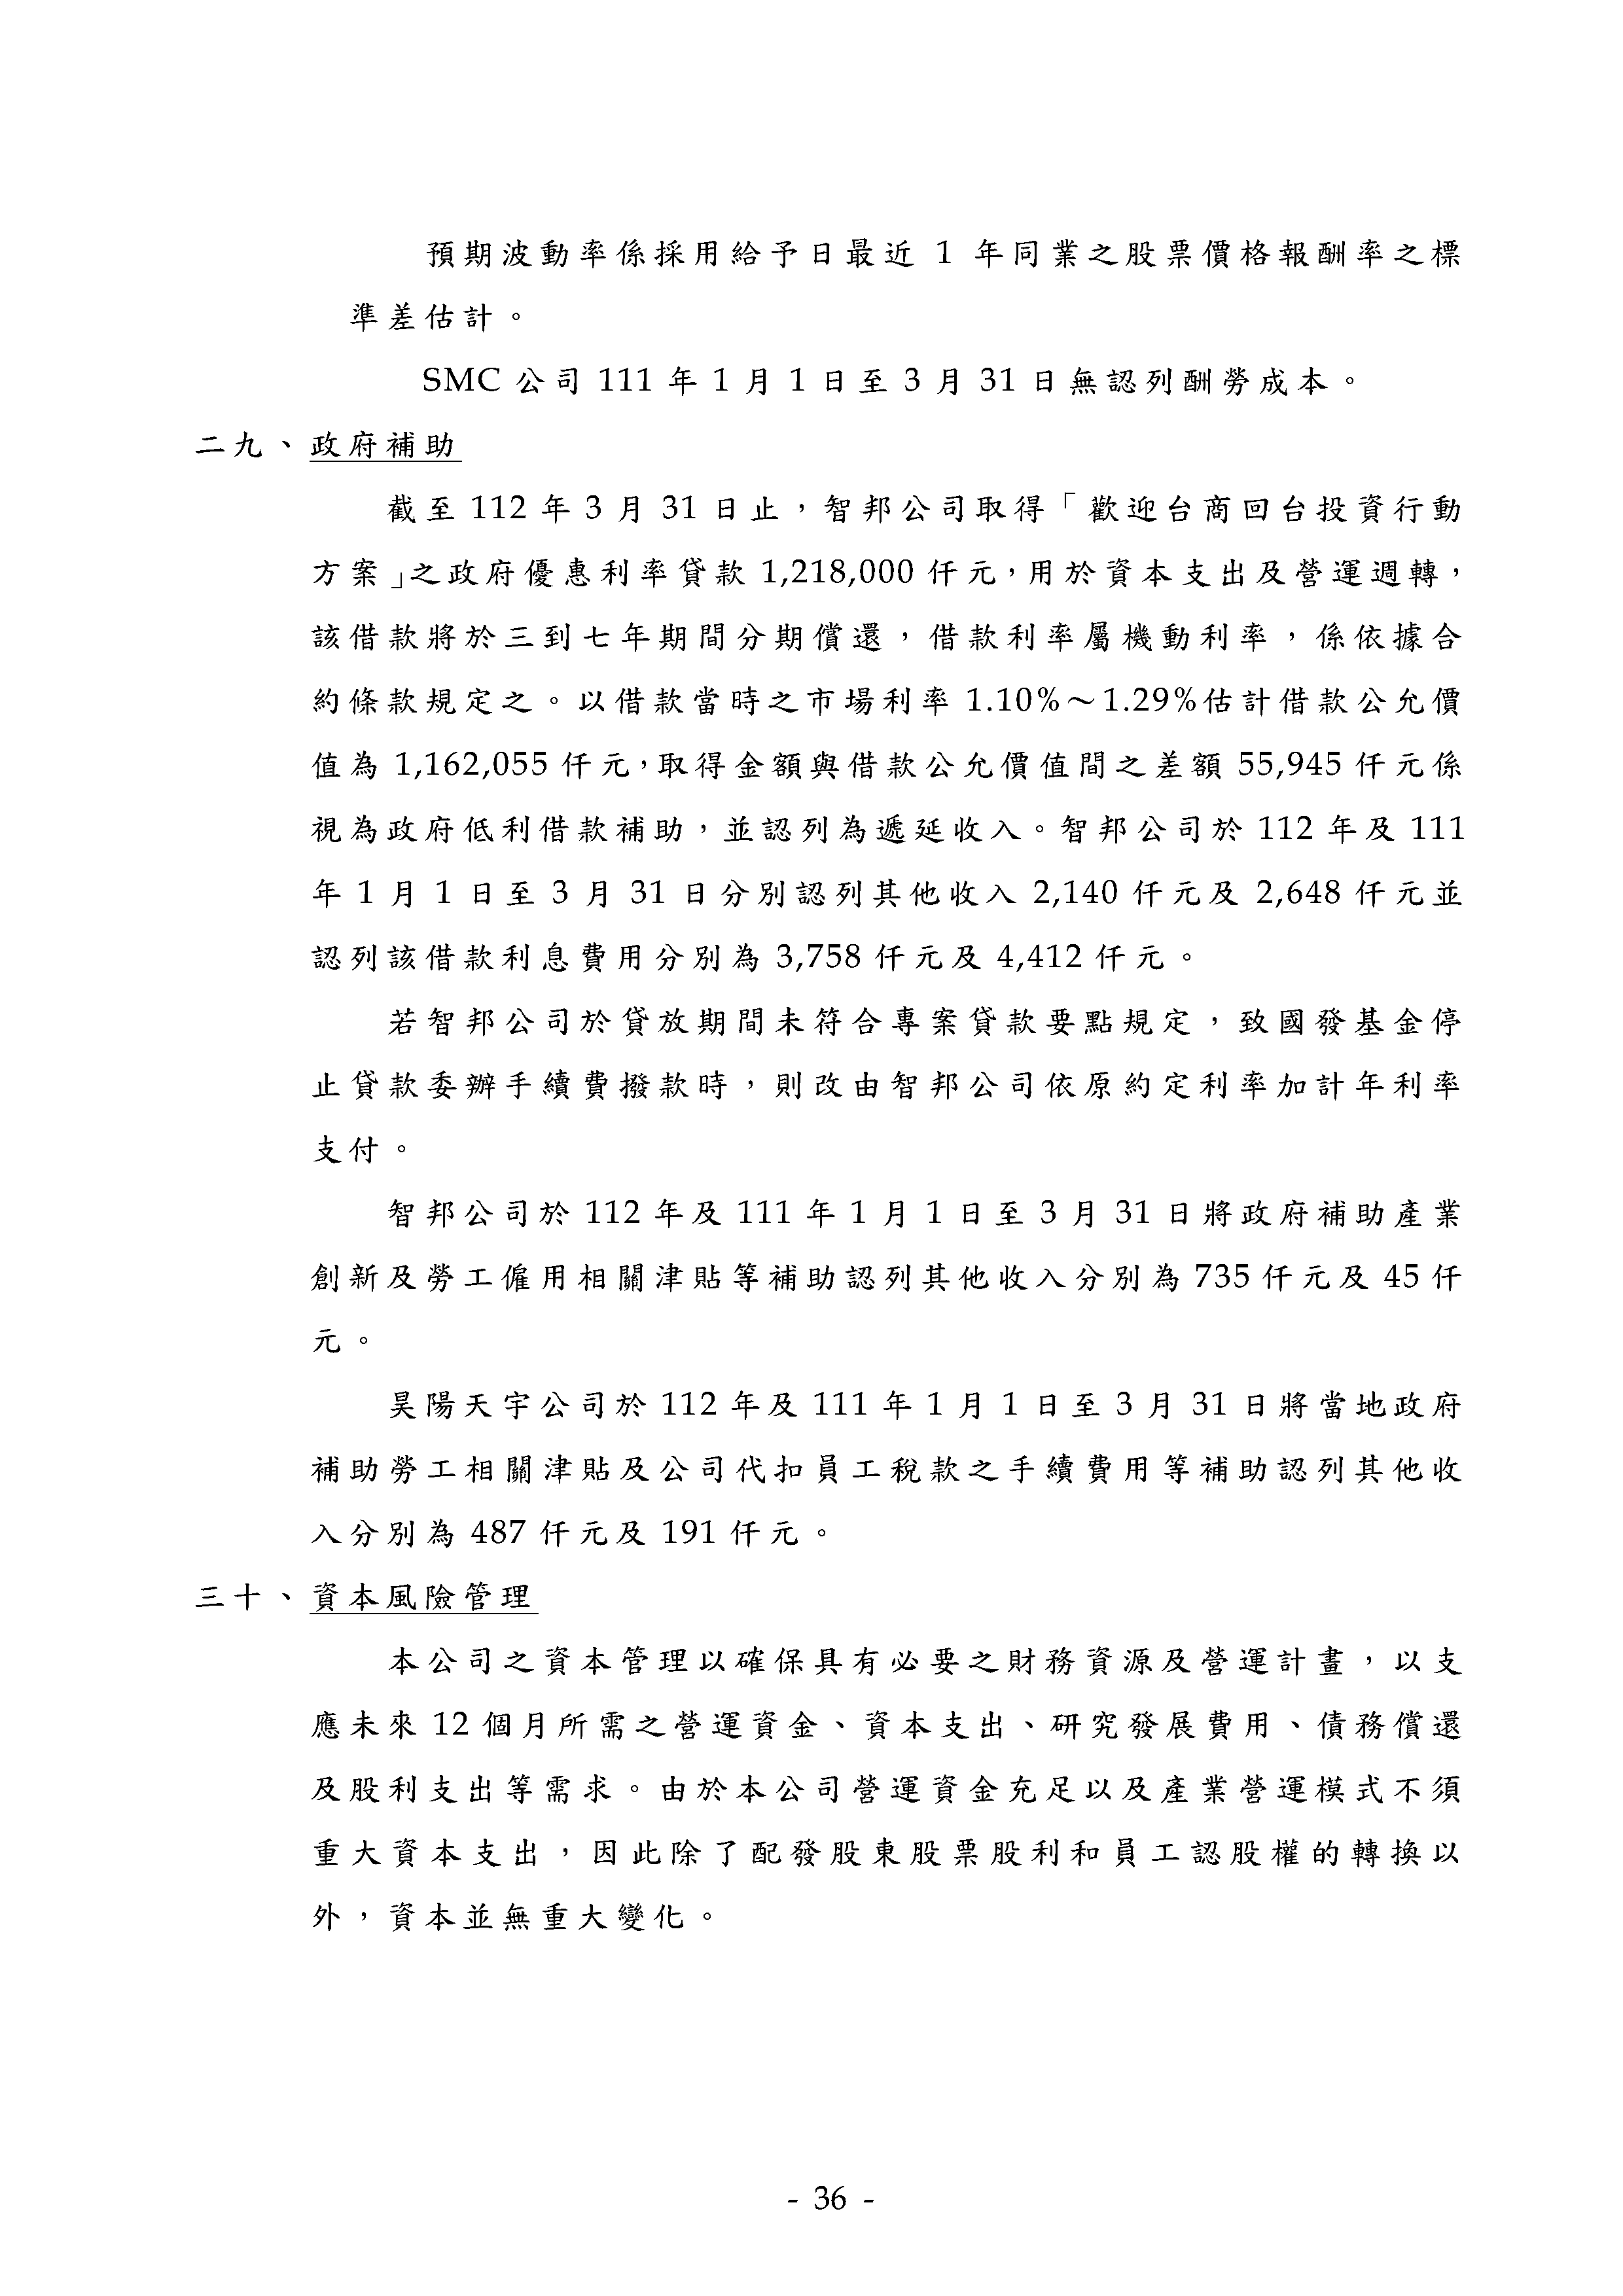 預期波動率係採用給予日最近 1 年同業之股票價格報酬率之標
準差估計。
SMC 公司 111 年 1 月 1 日至 3 月 31 日無認列酬勞成本。
二九、政府補助
截至 112 年 3 月 31 日止，智邦公司取得「歡迎台商回台投資行動
方案」之政府優惠利率貸款 1,218,000 仟元，用於資本支出及營運週轉，
該借款將於三到七年期間分期償還，借款利率屬機動利率，係依據合
約條款規定之。以借款當時之市場利率 1.10%～1.29%估計借款公允價
值為 1,162,055 仟元，取得金額與借款公允價值間之差額 55,945 仟元係
視為政府低利借款補助，並認列為遞延收入。智邦公司於 112 年及 111
年 1 月 1 日至 3 月 31 日分別認列其他收入 2,140 仟元及 2,648 仟元並
認列該借款利息費用分別為 3,758 仟元及 4,412 仟元。
若智邦公司於貸放期間未符合專案貸款要點規定，致國發基金停
止貸款委辦手續費撥款時，則改由智邦公司依原約定利率加計年利率
支付。
智邦公司於 112 年及 111 年 1 月 1 日至 3 月 31 日將政府補助產業
創新及勞工僱用相關津貼等補助認列其他收入分別為 735 仟元及 45 仟
元。
昊陽天宇公司於 112 年及 111 年 1 月 1 日至 3 月 31 日將當地政府
補助勞工相關津貼及公司代扣員工稅款之手續費用等補助認列其他收
入分別為 487 仟元及 191 仟元。
三十、資本風險管理
本公司之資本管理以確保具有必要之財務資源及營運計畫，以支
應未來 12 個月所需之營運資金、資本支出、研究發展費用、債務償還
及股利支出等需求。由於本公司營運資金充足以及產業營運模式不須
重大資本支出，因此除了配發股東股票股利和員工認股權的轉換以
外，資本並無重大變化。
- 36 -